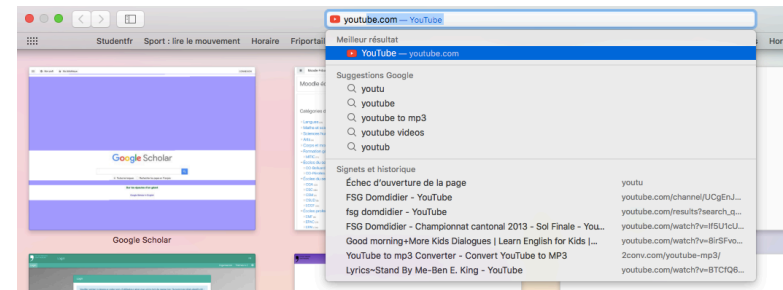 youtube.com — YouTube
Studentfr Sport : lire le mouvement Horaire Friportail
Hor
Meilleur résultat
YouTube — youtube.com
Suggestions Google
youtu
youtube
youtube to mp3
youtube videos
youtub
Signets et historique
Échec d'ouverture de la page youtu
FSG Domdidier - YouTube youtube.com/channel/UCgEnJ...
fsg domdidier - YouTube youtube.com/results?search_q...
FSG Domdidier - Championnat cantonal 2013 - Sol Finale - You... youtube.com/watch?v=If5U1cU...
Good morning+More Kids Dialogues | Learn English for Kids |... youtube.com/watch?v=8irSFvo...
YouTube to mp3 Converter - Convert YouTube to MP3 2conv.com/youtube-mp3/
Lyrics~Stand By Me-Ben E. King - YouTube youtube.com/watch?v=BTCfQ6...
Google Scholar
Google Scholar